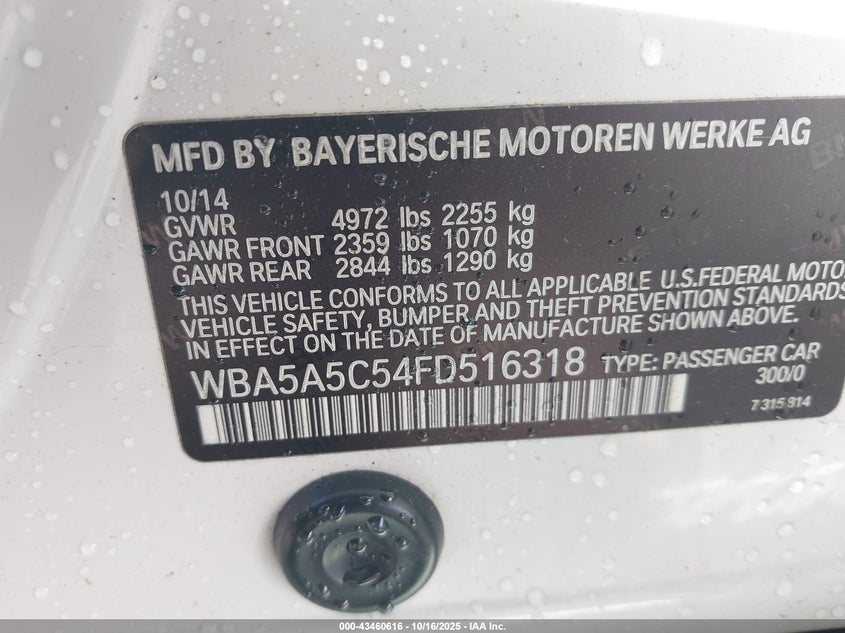 MFD BY BAYERISCHE MOTOREN WERKE AG
10/14
GVWR 4972 lbs 2255 kg
GAWR FRONT 2359 lbs 1070 kg
GAWR REAR 2844 lbs 1290 kg
THIS VEHICLE CONFORMS TO ALL APPLICABLE U.S.FEDERAL MOTO
VEHICLE SAFETY, BUMPER AND THEFT PREVENTION STANDARDS
IN EFFECT ON THE DATE OF MANUFACTURE SHOWN ABOVE.
WBA5A5C54FD516318 TYPE: PASSENGER CAR
300/0
7 315 814
000-43460616 - 10/16/2025 - IAA Inc.